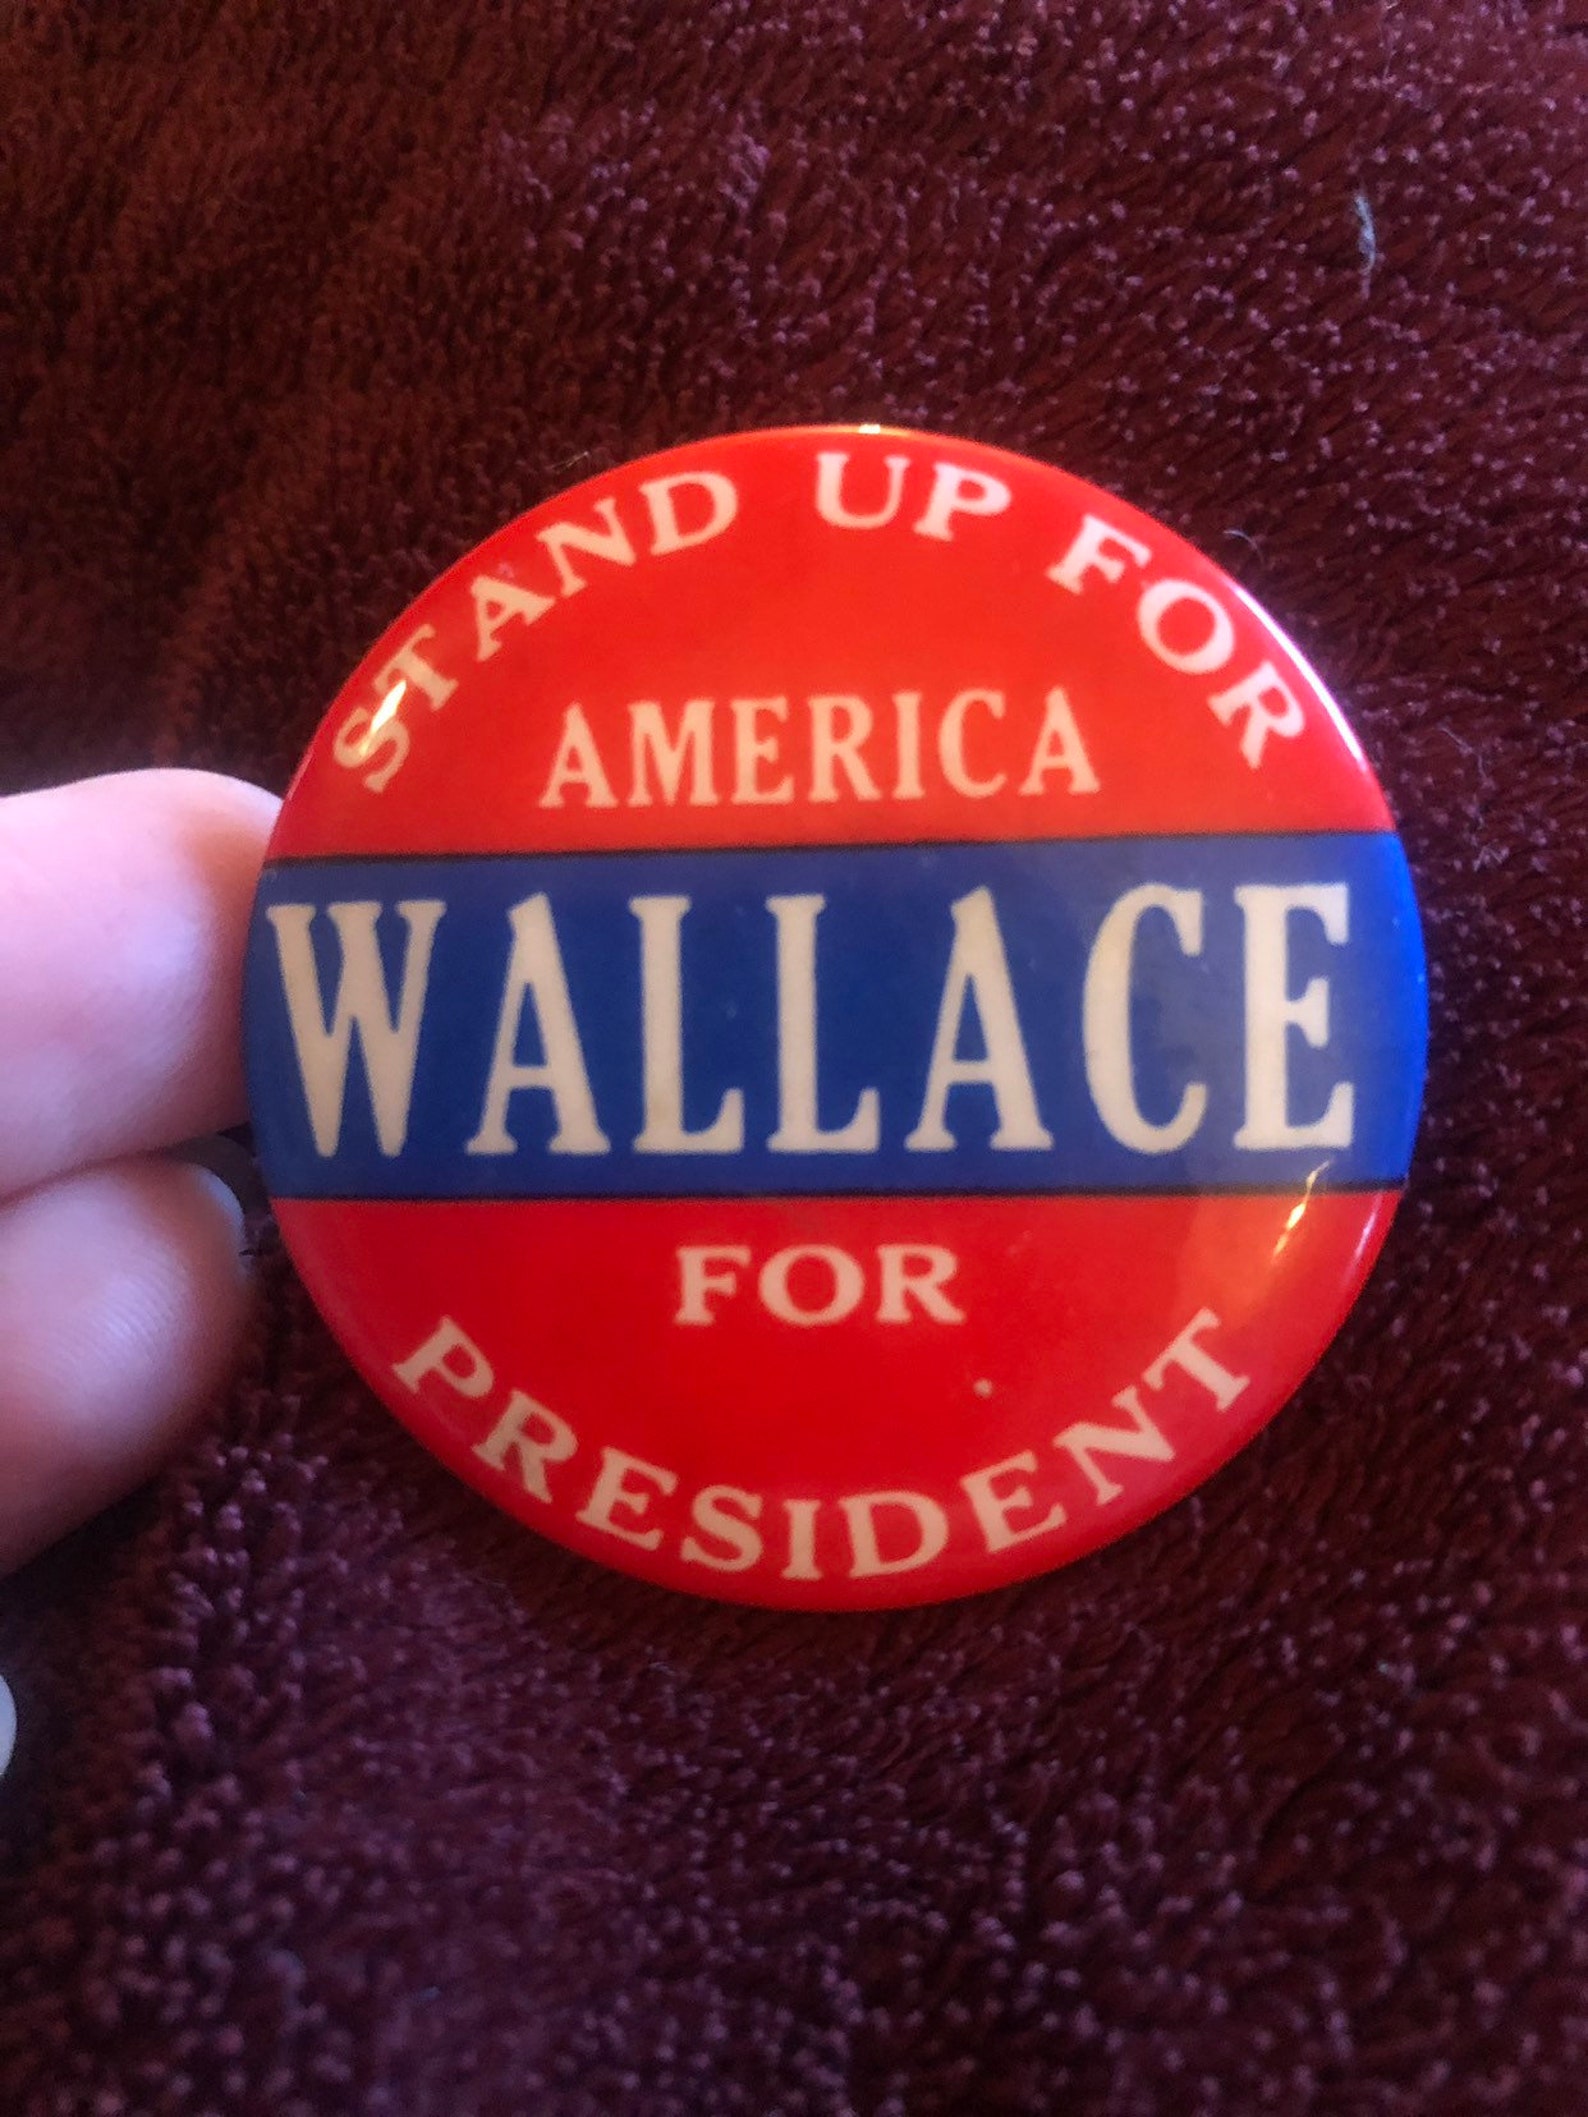 STAND UP FOR
AMERICA
WALLACE
FOR
PRESIDENT